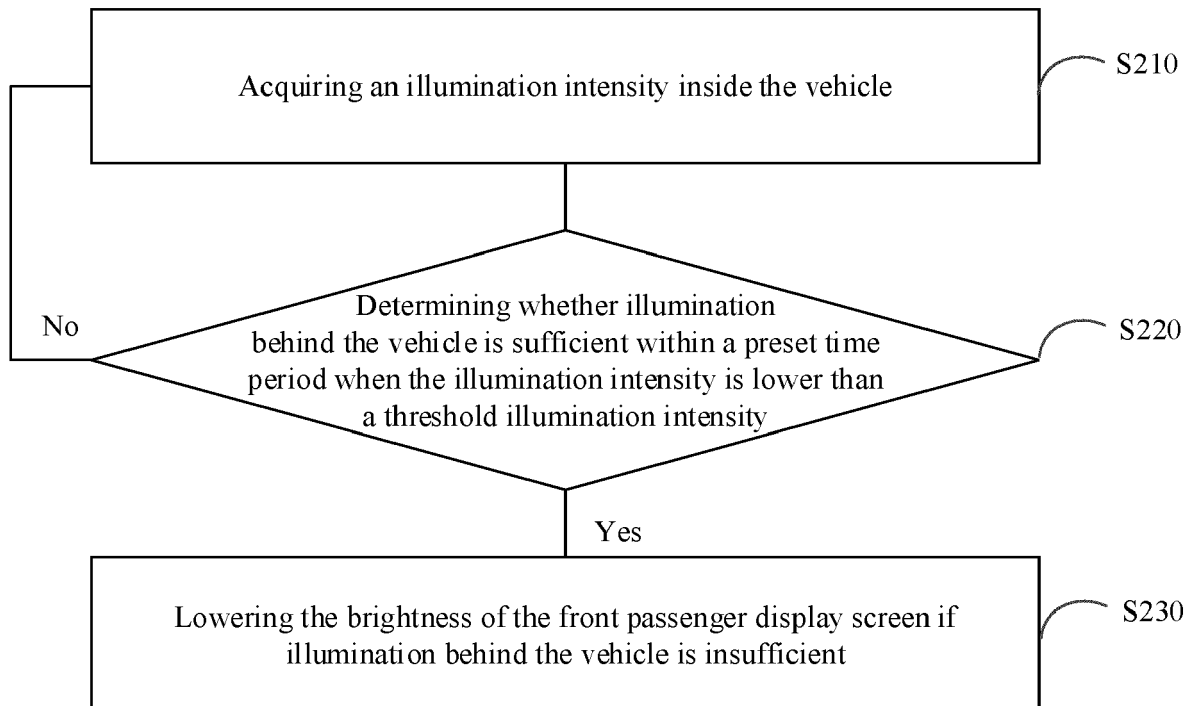 Acquiring an illumination intensity inside the vehicle
S210
Determining whether illumination
behind the vehicle is sufficient within a preset time
period when the illumination intensity is lower than
a threshold illumination intensity
No
S220
Yes
Lowering the brightness of the front passenger display screen if
illumination behind the vehicle is insufficient
S230